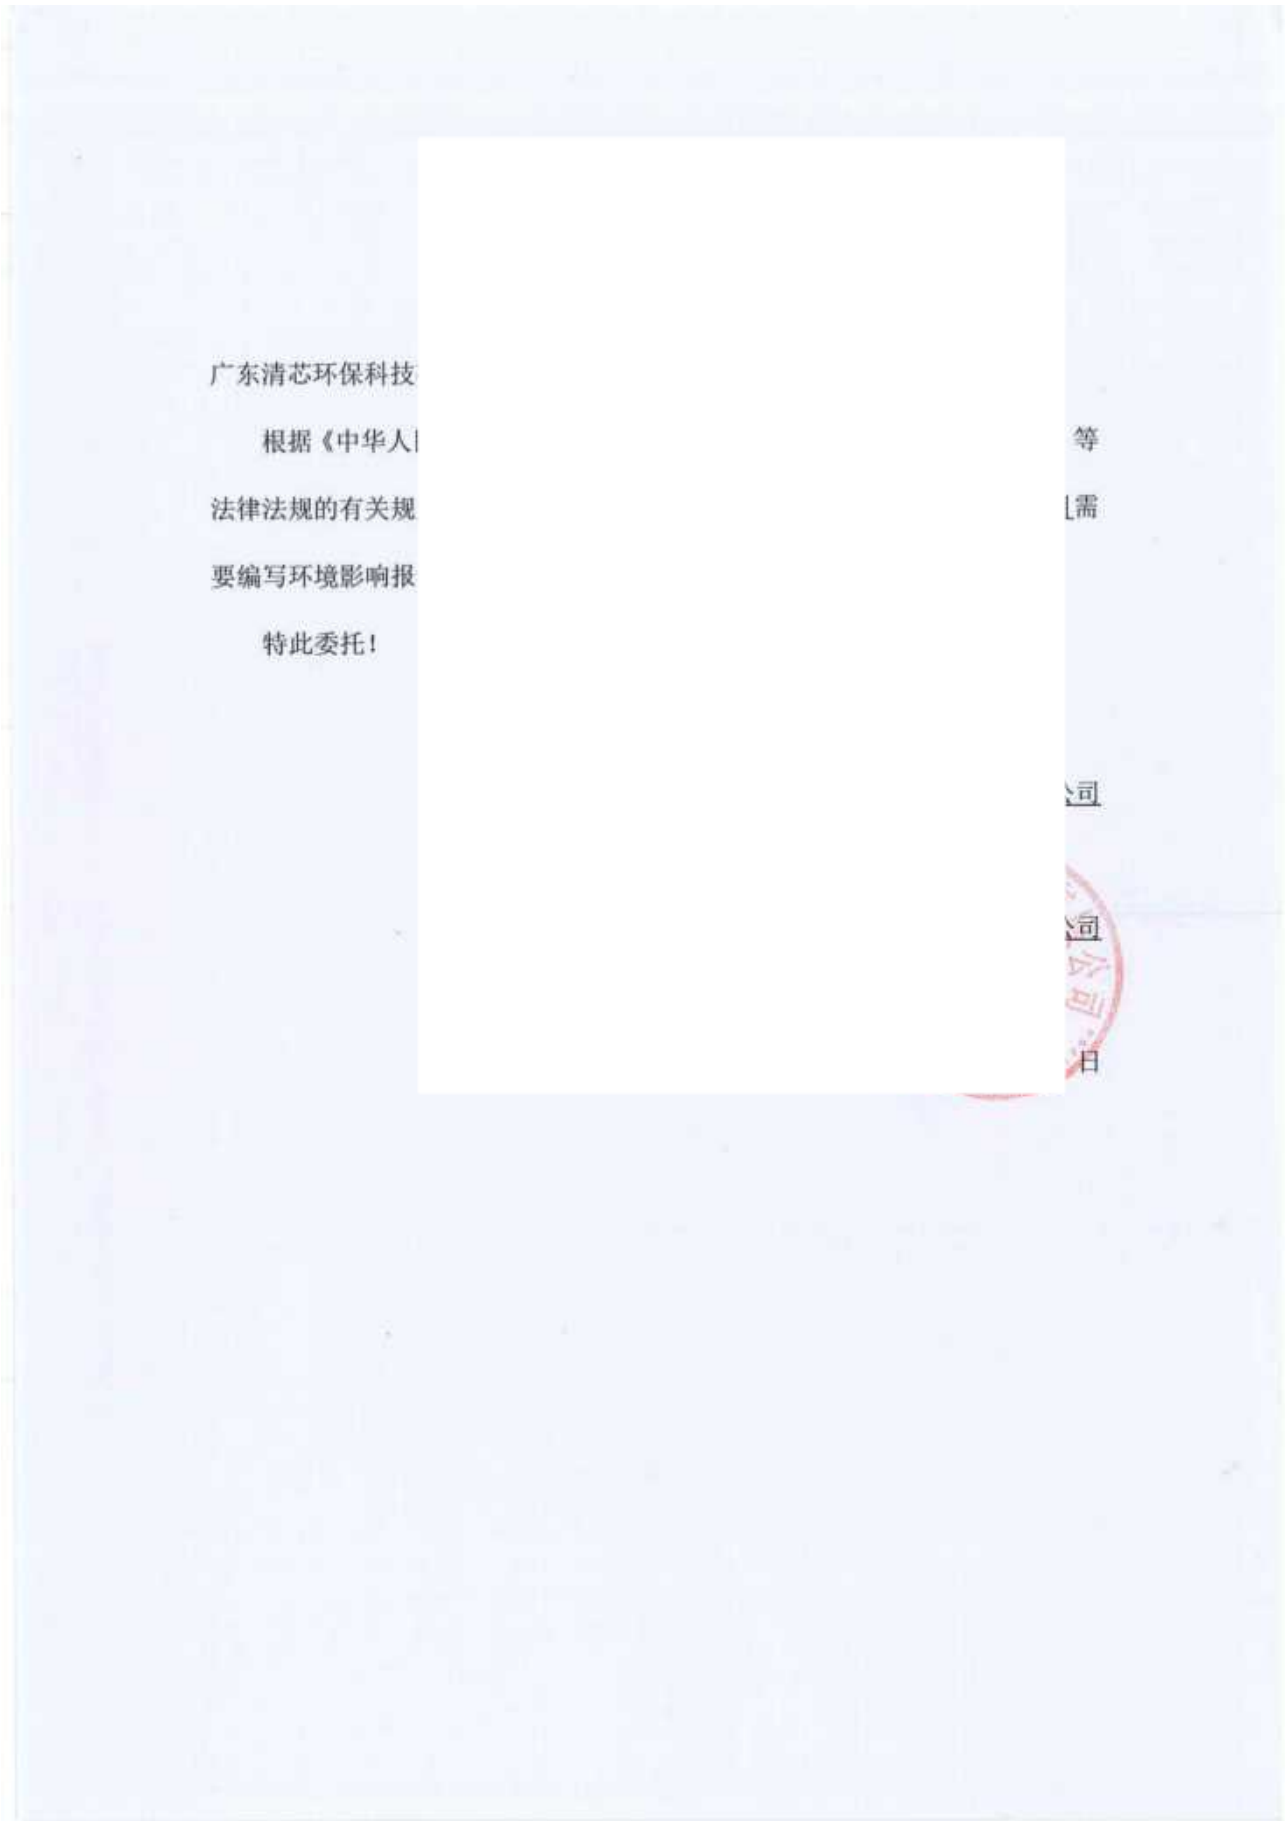 广东清芯环保科技
根据《中华人 等
法律法规的有关规 需
要编写环境影响报
特此委托！
公司
公司
公司
日